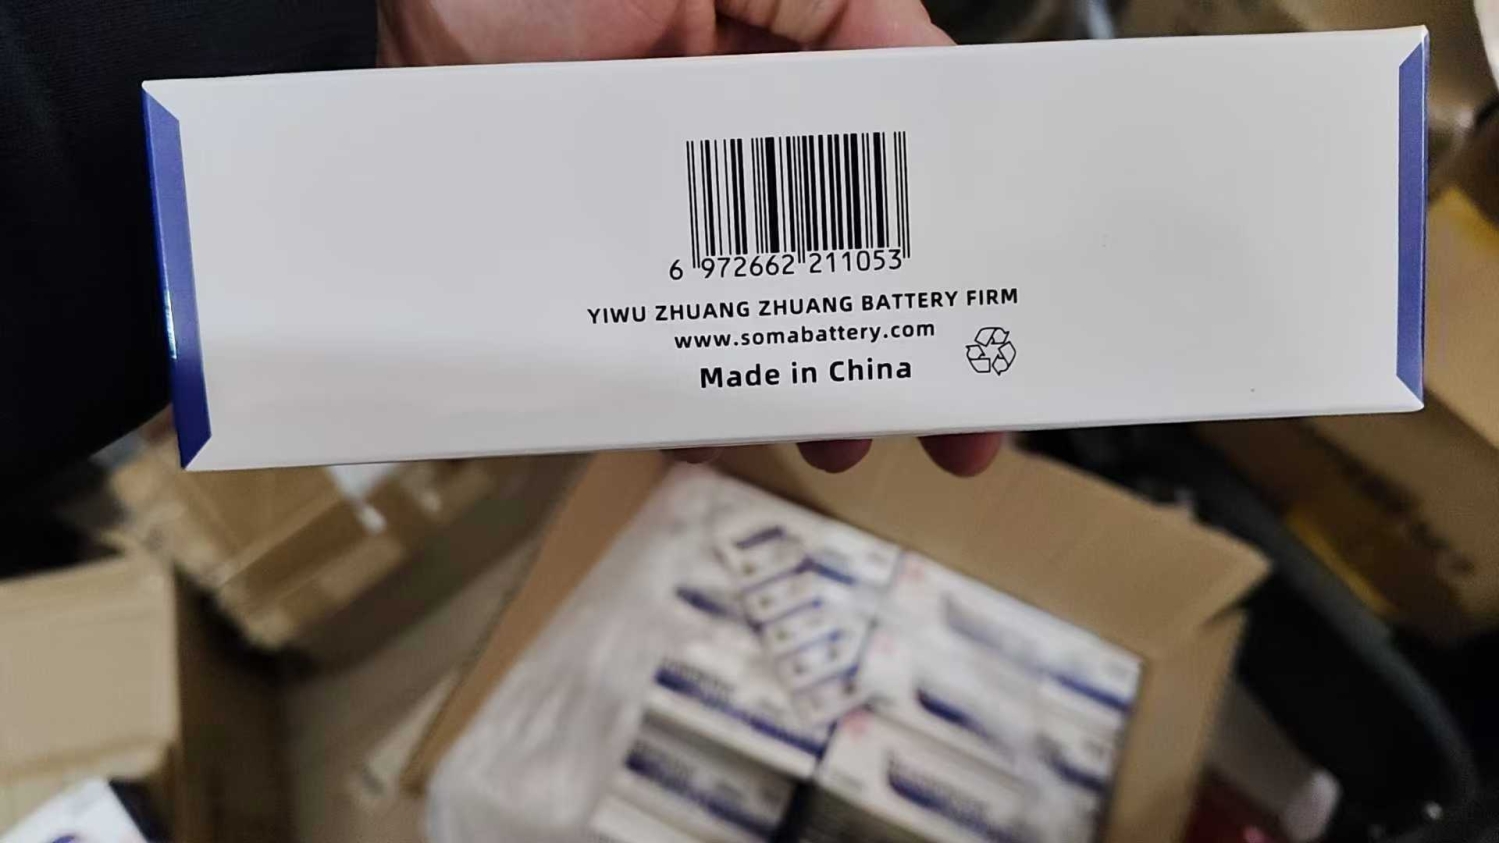 6 972662 211053
YIWU ZHUANG ZHUANG BATTERY FIRM
www.somabattery.com
Made in China